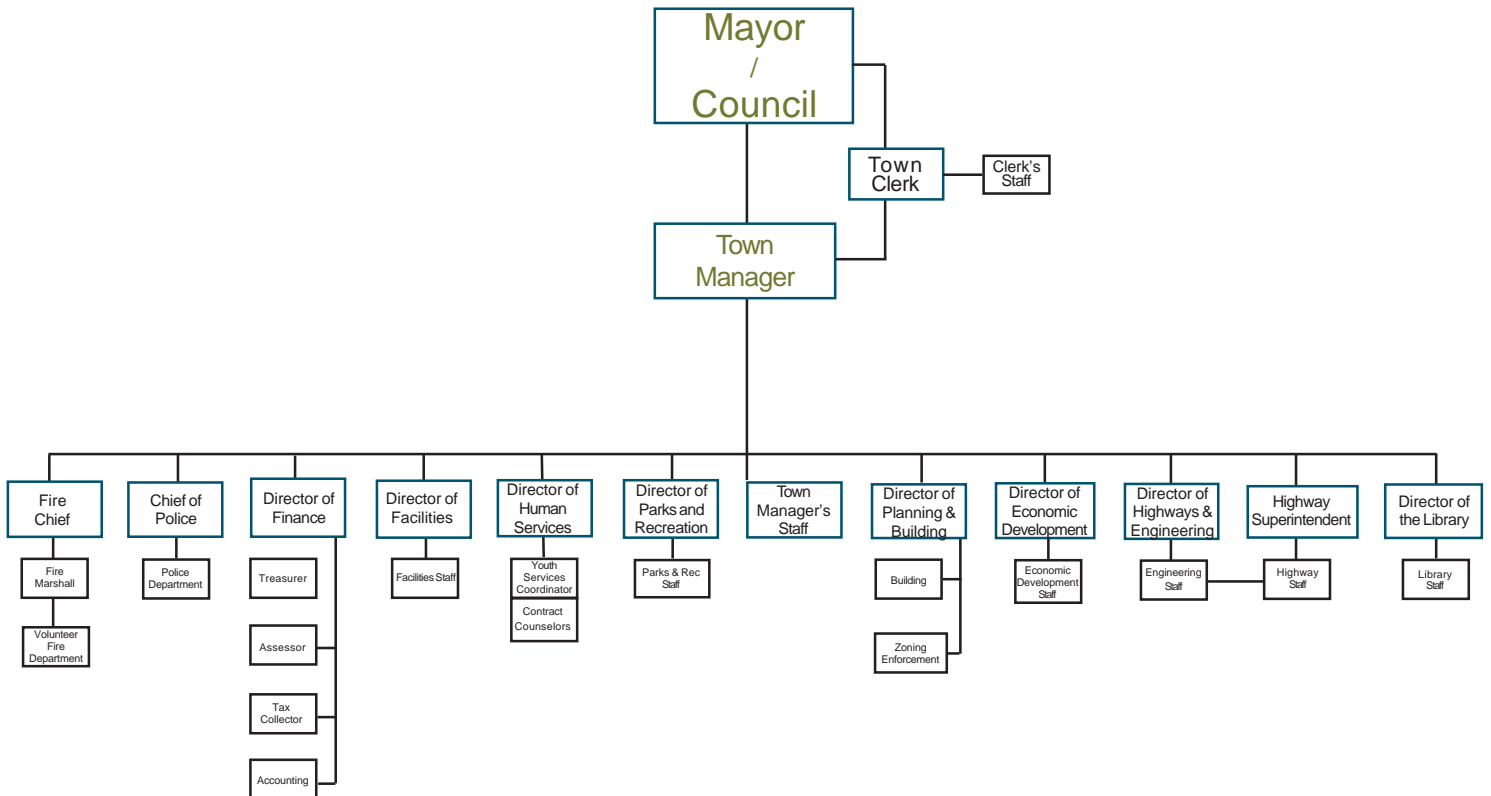 Mayor
/
Council
Town
Clerk
Clerk's
Staff
Town
Manager
Fire
Chief
Chief of
Police
Director of
Finance
Director of
Facilities
Director of
Human
Services
Director of
Parks and
Recreation
Town
Manager's
Staff
Director of
Planning &
Building
Director of
Economic
Development
Director of
Highways &
Engineering
Highway
Superintendent
Director of
the Library
Fire
Marshall
Volunteer
Fire
Department
Police
Department
Treasurer
Assessor
Tax
Collector
Accounting
Facilities Staff
Youth
Services
Coordinator
Contract
Counselors
Parks & Rec
Staff
Building
Zoning
Enforcement
Economic
Development
Staff
Engineering
Staff
Highway
Staff
Library
Staff